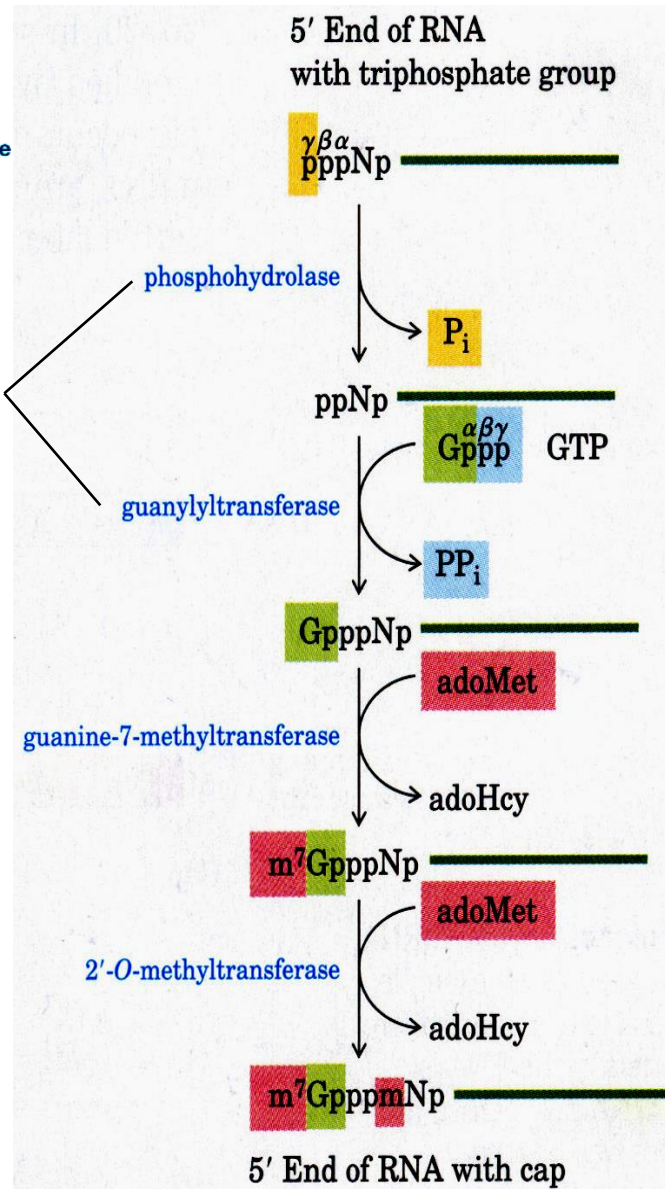 5′ End of RNA
with triphosphate group
e
γβα
pppNp
phosphohydrolase
Pi
ppNp
αβγ
Gppp GTP
guanylyltransferase
PPi
GpppNp
adoMet
guanine-7-methyltransferase
adoHcy
m⁷GpppNp
adoMet
2′-O-methyltransferase
adoHcy
m⁷GpppmNp
5′ End of RNA with cap